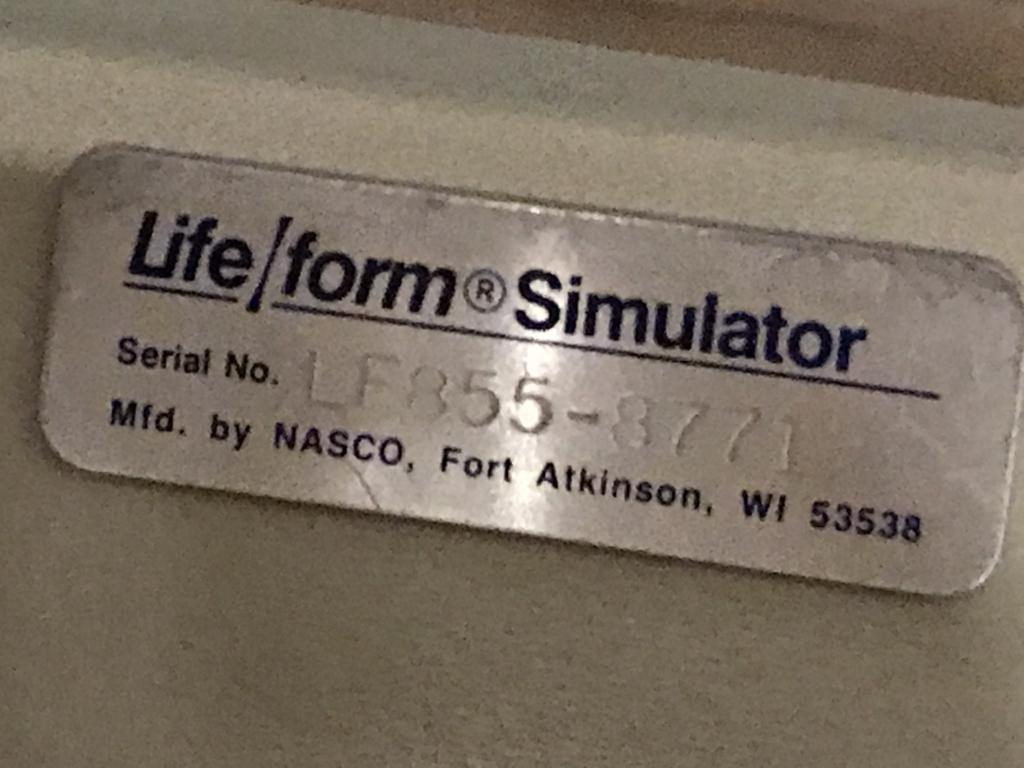 Life/form® Simulator
Serial No. LF855-8771
Mfd. by NASCO, Fort Atkinson, WI 53538